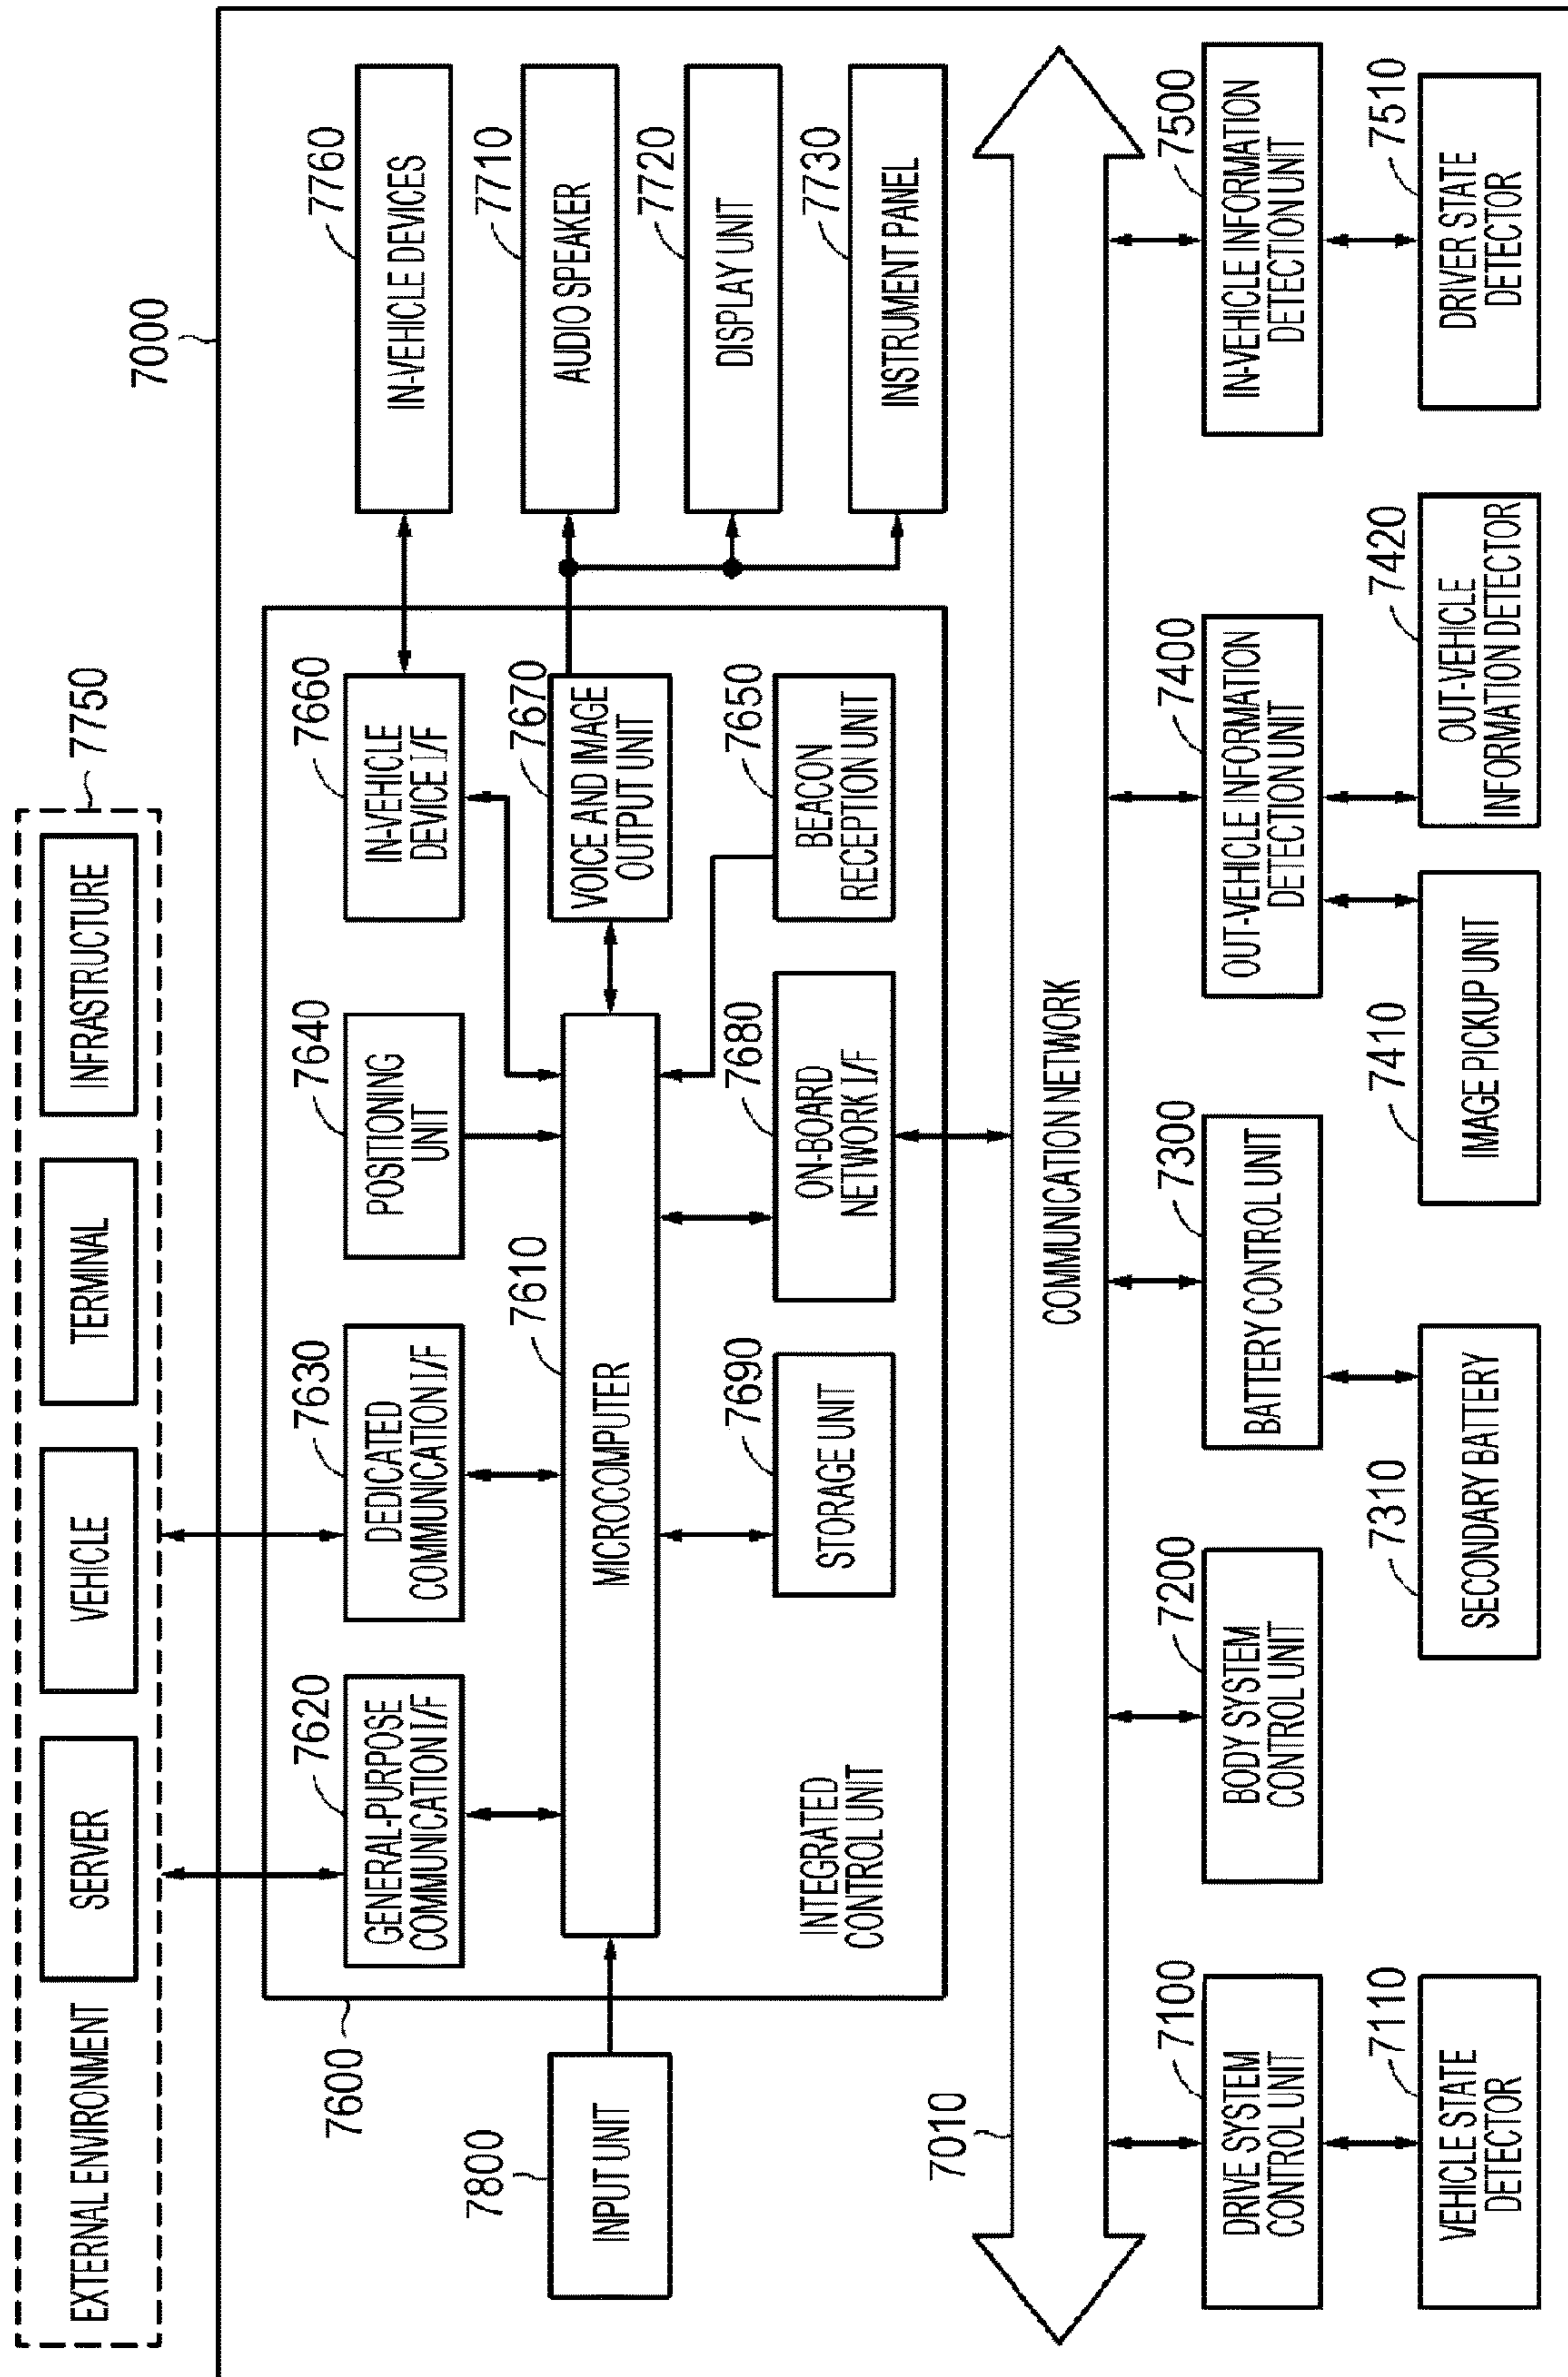 EXTERNAL ENVIRONMENT
SERVER
VEHICLE
TERMINAL
INFRASTRUCTURE
7750
7000
7600
7620
GENERAL-PURPOSE
COMMUNICATION I/F
7630
DEDICATED
COMMUNICATION I/F
7640
POSITIONING
UNIT
7660
IN-VEHICLE
DEVICE I/F
7760
IN-VEHICLE DEVICES
7800
INPUT UNIT
7610
MICROCOMPUTER
7670
VOICE AND IMAGE
OUTPUT UNIT
7710
AUDIO SPEAKER
7720
DISPLAY UNIT
7730
INSTRUMENT PANEL
INTEGRATED
CONTROL UNIT
7690
STORAGE UNIT
7680
ON-BOARD
NETWORK I/F
7650
BEACON
RECEPTION UNIT
7010
COMMUNICATION NETWORK
7100
DRIVE SYSTEM
CONTROL UNIT
7200
BODY SYSTEM
CONTROL UNIT
7300
BATTERY CONTROL UNIT
7400
OUT-VEHICLE INFORMATION
DETECTION UNIT
7500
IN-VEHICLE INFORMATION
DETECTION UNIT
7110
VEHICLE STATE
DETECTOR
7310
SECONDARY BATTERY
7410
IMAGE PICKUP UNIT
7420
OUT-VEHICLE
INFORMATION DETECTOR
7510
DRIVER STATE
DETECTOR